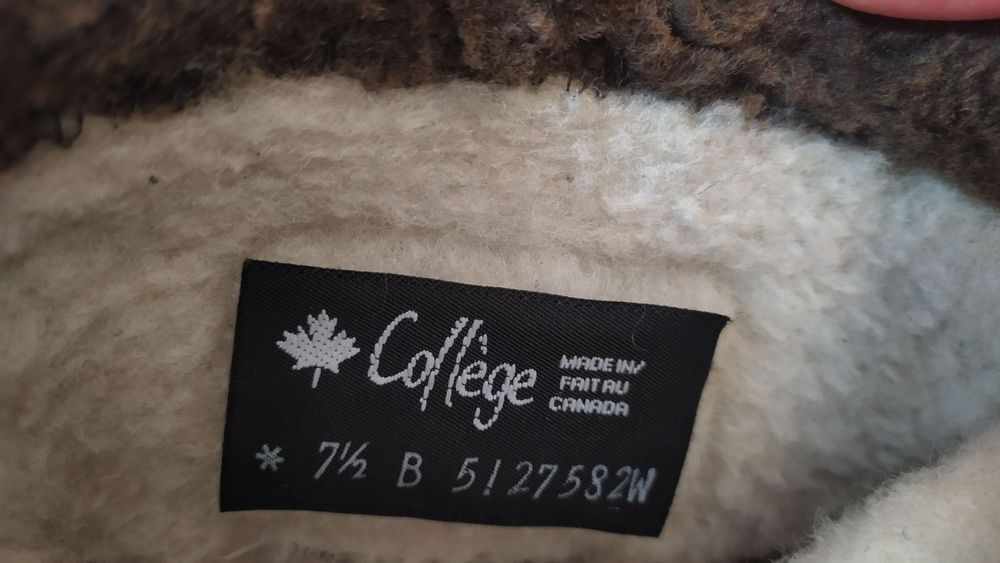 Collège
MADE IN/
FAIT AU
CANADA
* 7½ B 5127582W